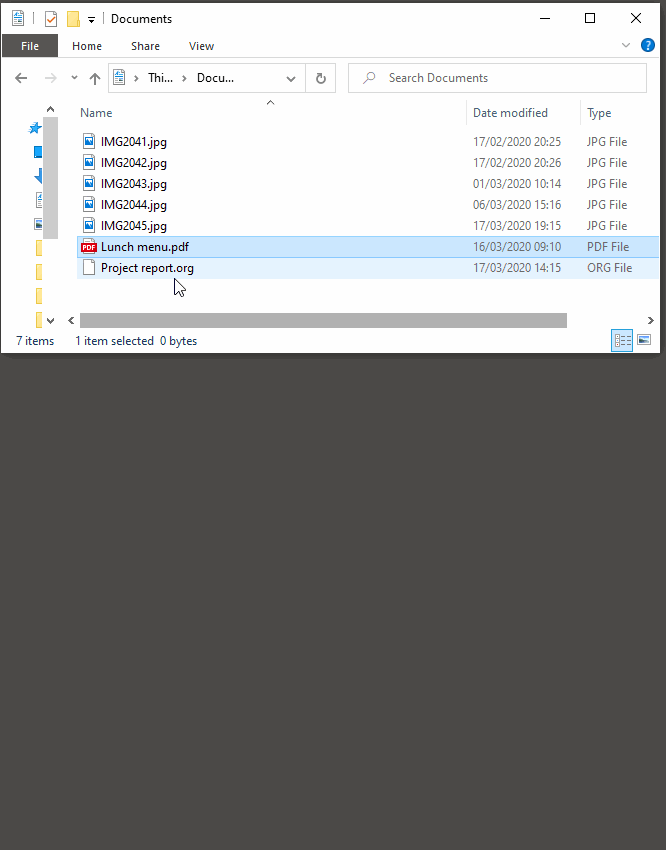 Documents
File Home Share View
Thi... Docu... Search Documents
Name Date modified Type
IMG2041.jpg 17/02/2020 20:25 JPG File
IMG2042.jpg 17/02/2020 20:26 JPG File
IMG2043.jpg 01/03/2020 10:14 JPG File
IMG2044.jpg 06/03/2020 15:16 JPG File
IMG2045.jpg 17/03/2020 19:15 JPG File
PDF Lunch menu.pdf 16/03/2020 09:10 PDF File
Project report.org 17/03/2020 14:15 ORG File
7 items 1 item selected 0 bytes